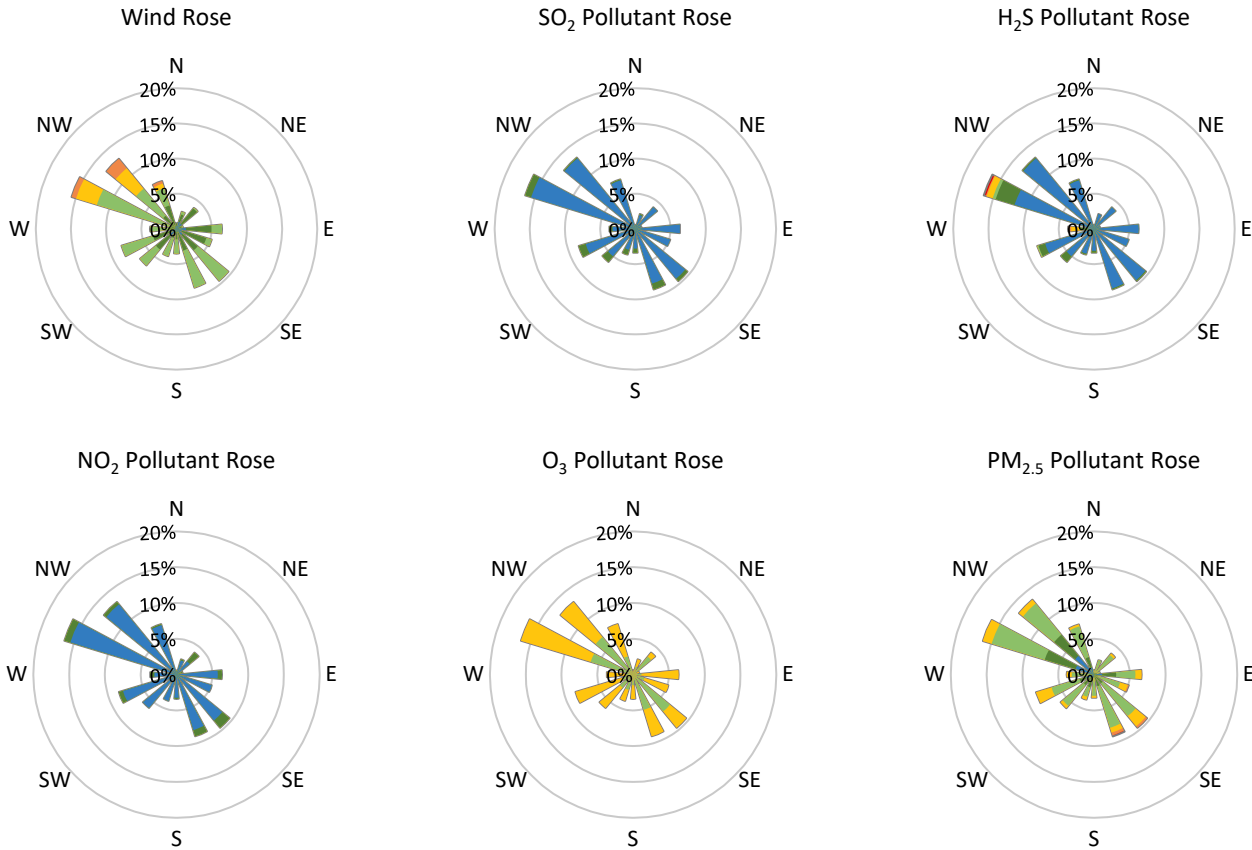 Wind Rose
N
20%
NW
NE
15%
10%
5%
W
0%
E
SW
SE
S
SO₂ Pollutant Rose
N
20%
NW
NE
15%
10%
5%
W
0%
E
SW
SE
S
H₂S Pollutant Rose
N
20%
NW
NE
15%
10%
5%
W
0%
E
SW
SE
S
NO₂ Pollutant Rose
N
20%
NW
NE
15%
10%
5%
W
0%
E
SW
SE
S
O₃ Pollutant Rose
N
20%
NW
NE
15%
10%
5%
W
0%
E
SW
SE
S
PM₂.₅ Pollutant Rose
N
20%
NW
NE
15%
10%
5%
W
0%
E
SW
SE
S